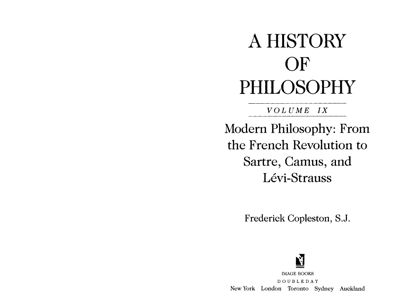 A HISTORY
OF
PHILOSOPHY
VOLUME IX
Modern Philosophy: From
the French Revolution to
Sartre, Camus, and
Lévi-Strauss
Frederick Copleston, S.J.
IMAGE BOOKS
DOUBLEDAY
New York London Toronto Sydney Auckland